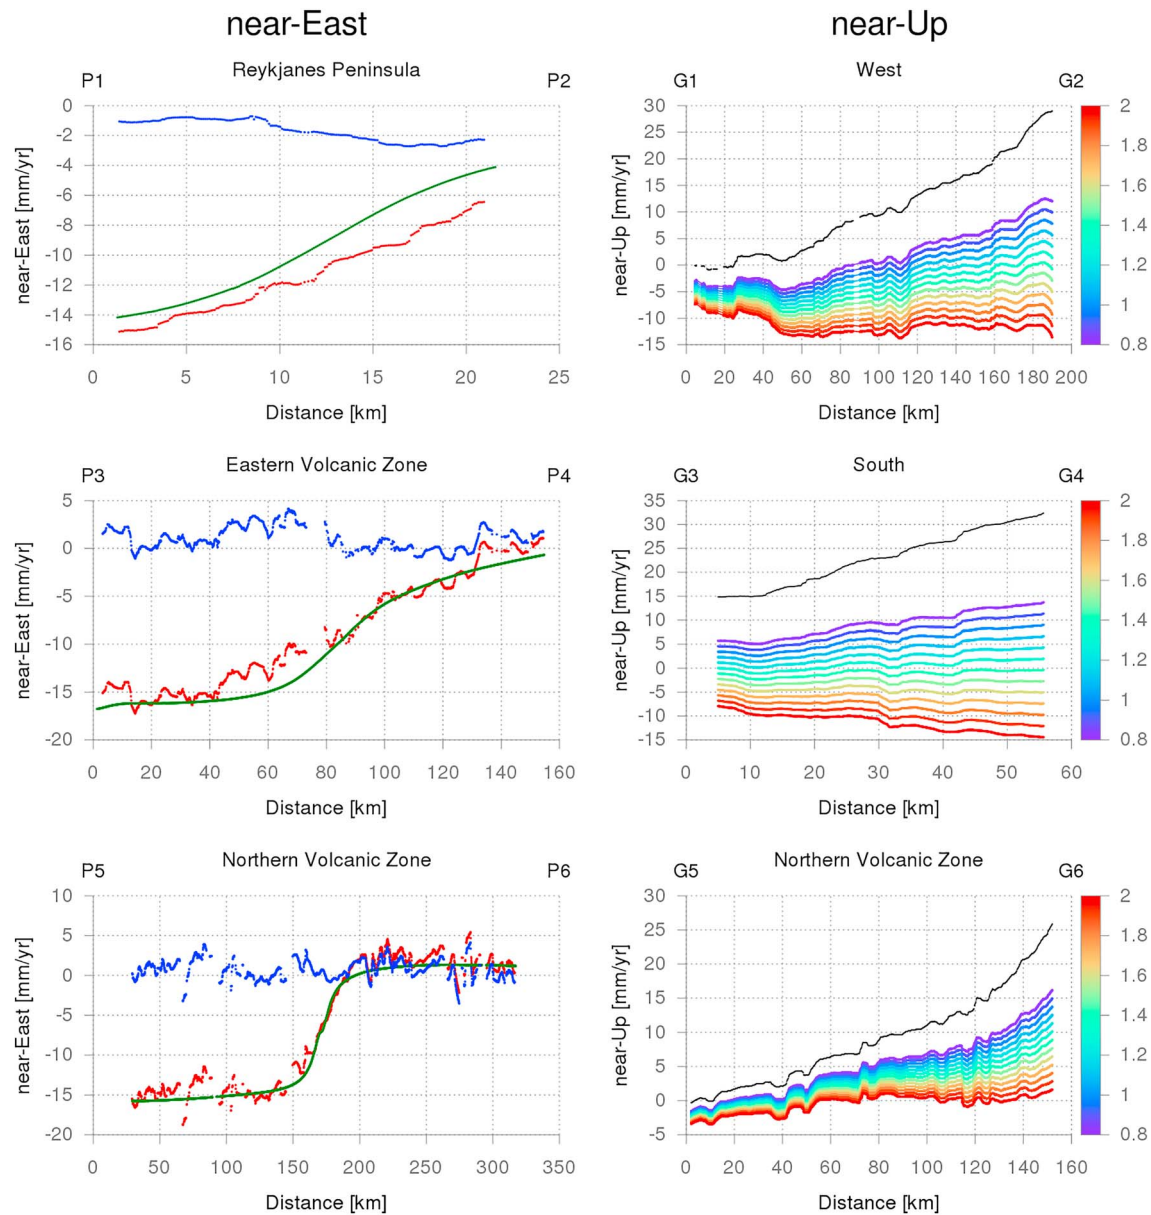 near-East
near-Up
Reykjanes Peninsula
P1
P2
0
-2
-4
-6
-8
-10
-12
-14
-16
near-East [mm/yr]
0 5 10 15 20 25
Distance [km]
West
G1
G2
30
25
20
15
10
5
0
-5
-10
-15
near-Up [mm/yr]
0 20 40 60 80 100 120 140 160 180 200
Distance [km]
2
1.8
1.6
1.4
1.2
1
0.8
Eastern Volcanic Zone
P3
P4
5
0
-5
-10
-15
-20
near-East [mm/yr]
0 20 40 60 80 100 120 140 160
Distance [km]
South
G3
G4
35
30
25
20
15
10
5
0
-5
-10
-15
near-Up [mm/yr]
0 10 20 30 40 50 60
Distance [km]
2
1.8
1.6
1.4
1.2
1
0.8
Northern Volcanic Zone
P5
P6
10
5
0
-5
-10
-15
-20
near-East [mm/yr]
0 50 100 150 200 250 300 350
Distance [km]
Northern Volcanic Zone
G5
G6
30
25
20
15
10
5
0
-5
near-Up [mm/yr]
0 20 40 60 80 100 120 140 160
Distance [km]
2
1.8
1.6
1.4
1.2
1
0.8